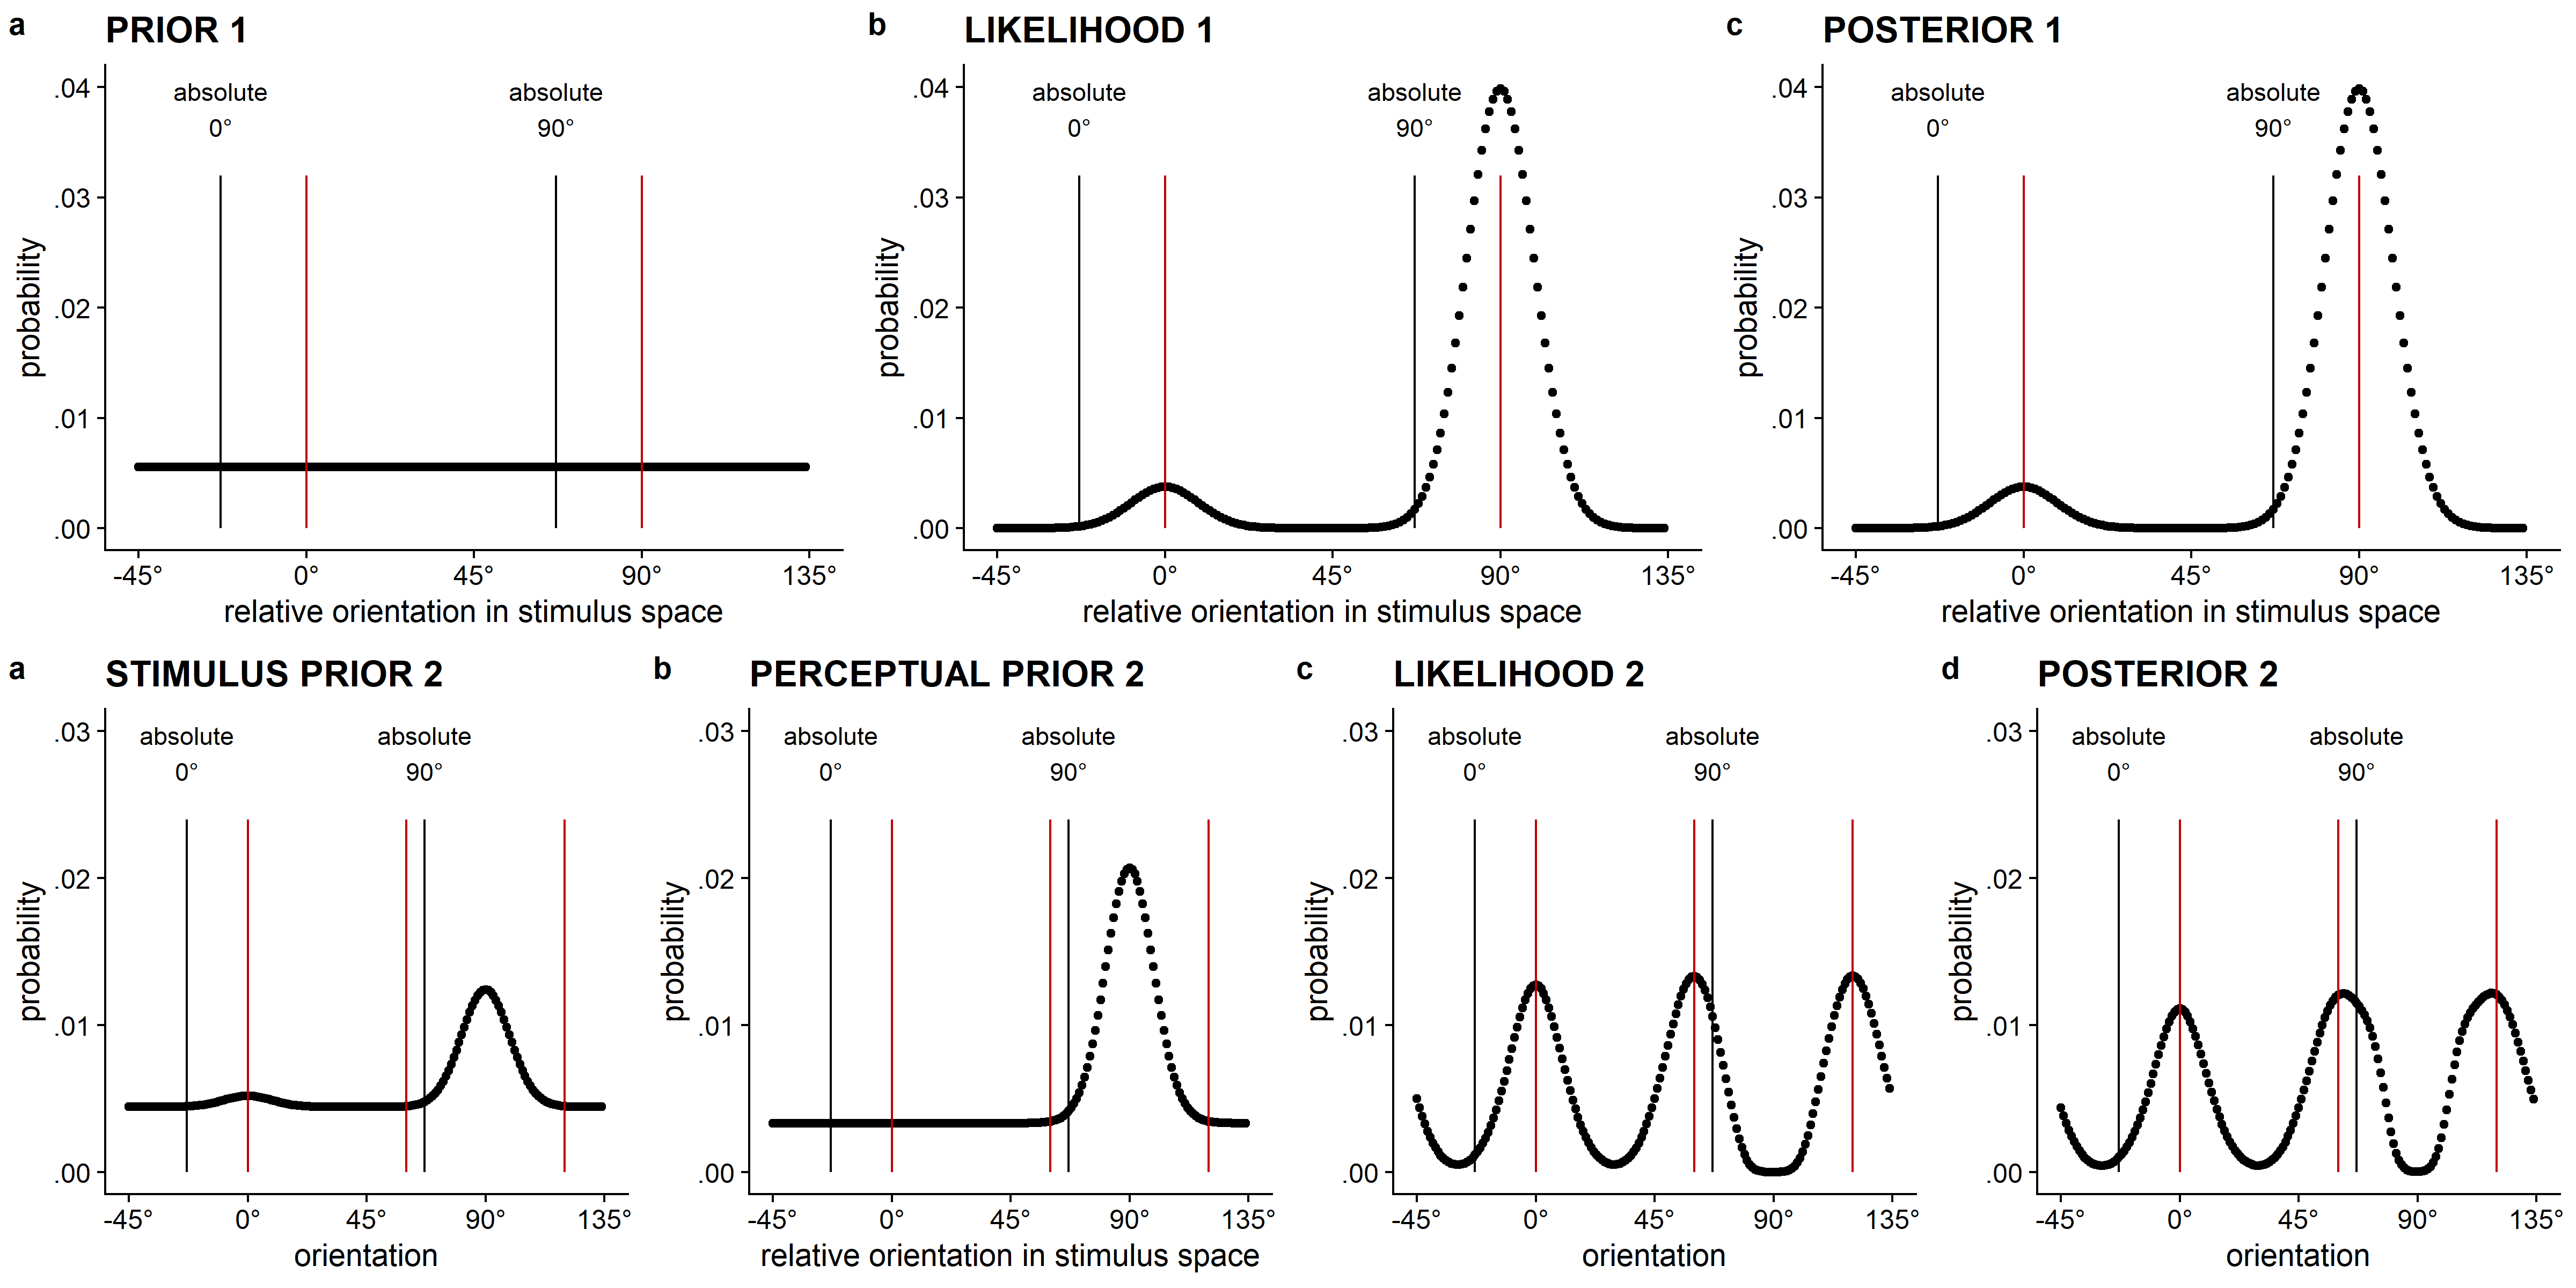 a PRIOR 1
.04
.03
.02
.01
.00
probability
absolute
0°
absolute
90°
-45° 0° 45° 90° 135°
relative orientation in stimulus space
b LIKELIHOOD 1
.04
.03
.02
.01
.00
probability
absolute
0°
absolute
90°
-45° 0° 45° 90° 135°
relative orientation in stimulus space
c POSTERIOR 1
.04
.03
.02
.01
.00
probability
absolute
0°
absolute
90°
-45° 0° 45° 90° 135°
relative orientation in stimulus space
a STIMULUS PRIOR 2
.03
.02
.01
.00
probability
absolute
0°
absolute
90°
-45° 0° 45° 90° 135°
orientation
b PERCEPTUAL PRIOR 2
.03
.02
.01
.00
probability
absolute
0°
absolute
90°
-45° 0° 45° 90° 135°
relative orientation in stimulus space
c LIKELIHOOD 2
.03
.02
.01
.00
probability
absolute
0°
absolute
90°
-45° 0° 45° 90° 135°
orientation
d POSTERIOR 2
.03
.02
.01
.00
probability
absolute
0°
absolute
90°
-45° 0° 45° 90° 135°
orientation